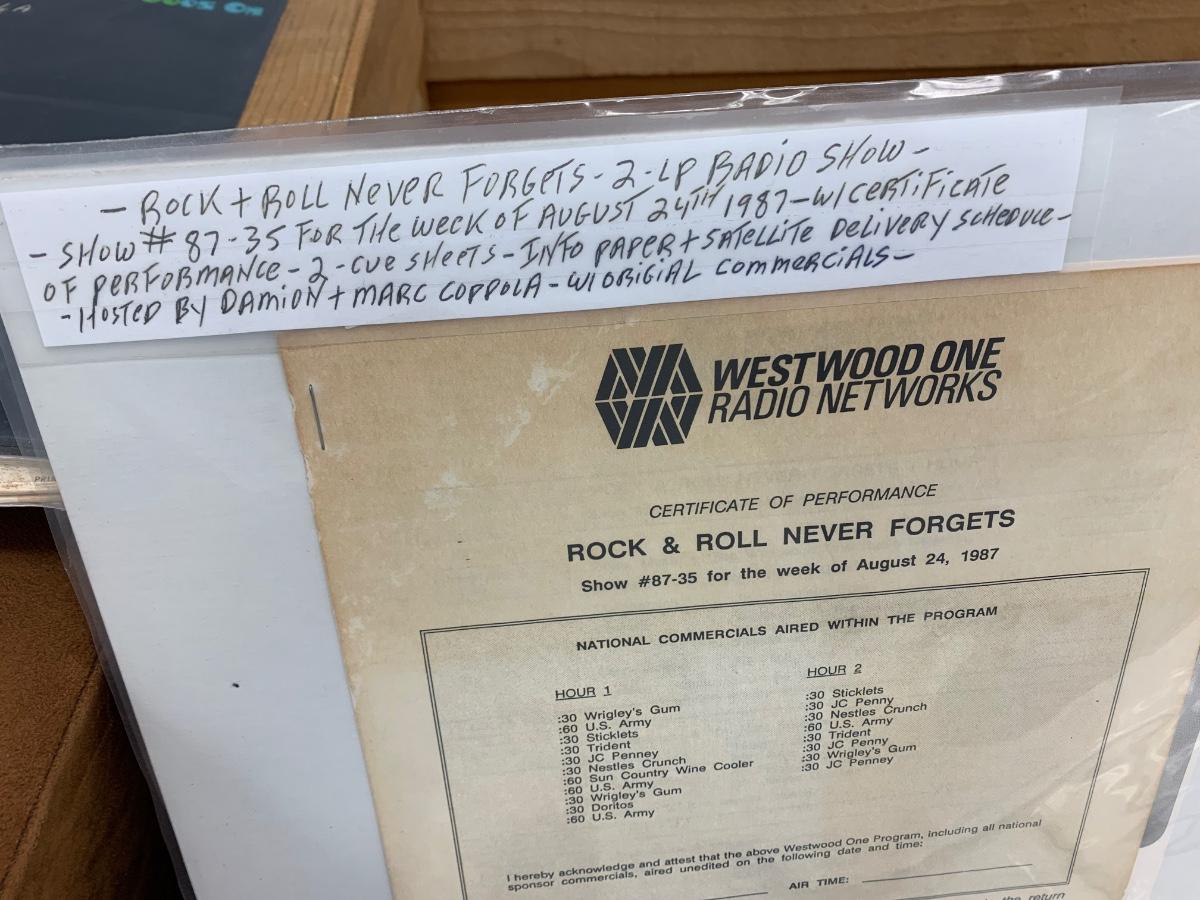 - ROCK + ROLL NEVER FORGETS - 2-LP RADIO SHOW -
- SHOW # 87-35 FOR THE WEEK OF AUGUST 24TH 1987 - W/CERTIFICATE
OF PERFORMANCE - 2-CUE SHEETS - INFO PAPER + SATELLITE DELIVERY SCHEDULE -
- HOSTED BY DAMION + MARC COPPOLA - W/ ORIGIAL COMMERCIALS -
WESTWOOD ONE
RADIO NETWORKS
CERTIFICATE OF PERFORMANCE
ROCK & ROLL NEVER FORGETS
Show #87-35 for the week of August 24, 1987
NATIONAL COMMERCIALS AIRED WITHIN THE PROGRAM
HOUR 1
:30 Wrigley's Gum
:60 U.S. Army
:30 Sticklets
:30 Trident
:30 JC Penney
:30 Nestles Crunch
:60 Sun Country Wine Cooler
:60 U.S. Army
:30 Wrigley's Gum
:30 Doritos
:60 U.S. Army
HOUR 2
:30 Sticklets
:30 JC Penny
:30 Nestles Crunch
:60 U.S. Army
:30 Trident
:30 JC Penny
:30 Wrigley's Gum
:30 JC Penney
I hereby acknowledge and attest that the above Westwood One Program, including all national
sponsor commercials, aired unedited on the following date and time:
AIR TIME:
the return